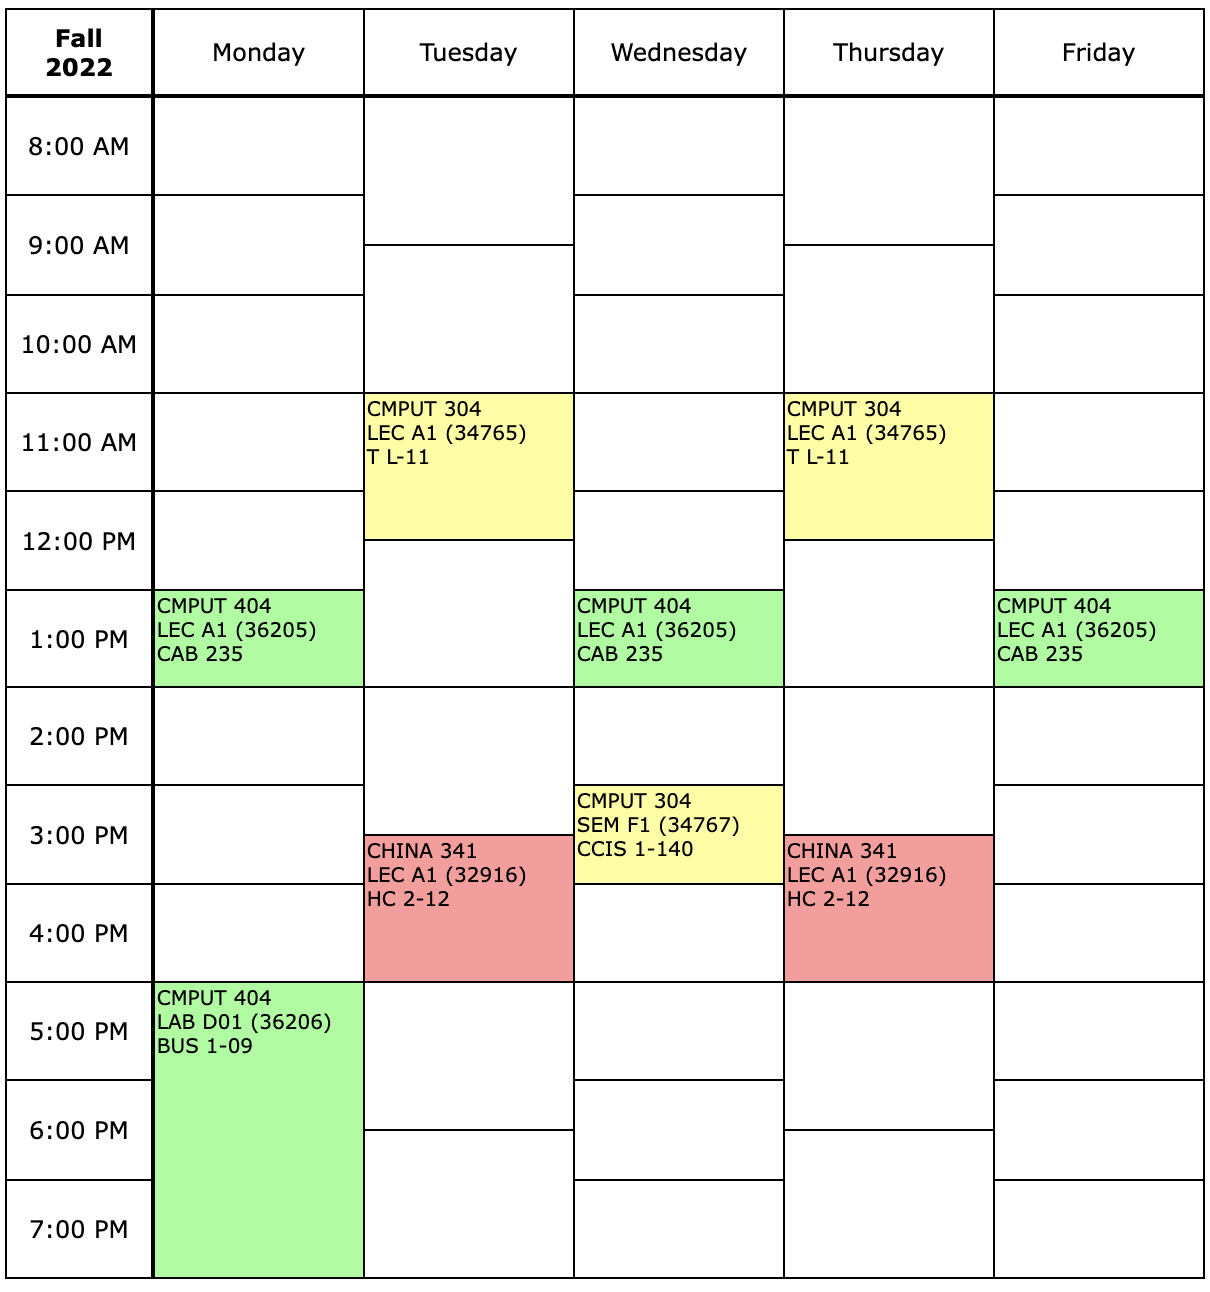 Fall
2022
Monday
Tuesday
Wednesday
Thursday
Friday
8:00 AM
9:00 AM
10:00 AM
11:00 AM
CMPUT 304
LEC A1 (34765)
T L-11
CMPUT 304
LEC A1 (34765)
T L-11
12:00 PM
1:00 PM
CMPUT 404
LEC A1 (36205)
CAB 235
CMPUT 404
LEC A1 (36205)
CAB 235
CMPUT 404
LEC A1 (36205)
CAB 235
2:00 PM
3:00 PM
CMPUT 304
SEM F1 (34767)
CCIS 1-140
CHINA 341
LEC A1 (32916)
HC 2-12
CHINA 341
LEC A1 (32916)
HC 2-12
4:00 PM
5:00 PM
CMPUT 404
LAB D01 (36206)
BUS 1-09
6:00 PM
7:00 PM